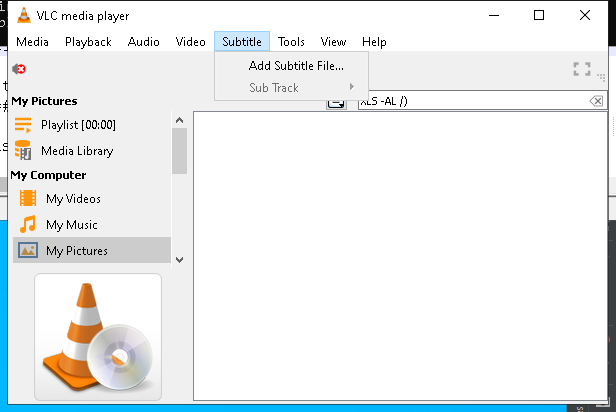 VLC media player
Media Playback Audio Video Subtitle Tools View Help
Add Subtitle File...
Sub Track
My Pictures
XLS -AL /)
Playlist [00:00]
Media Library
My Computer
My Videos
My Music
My Pictures